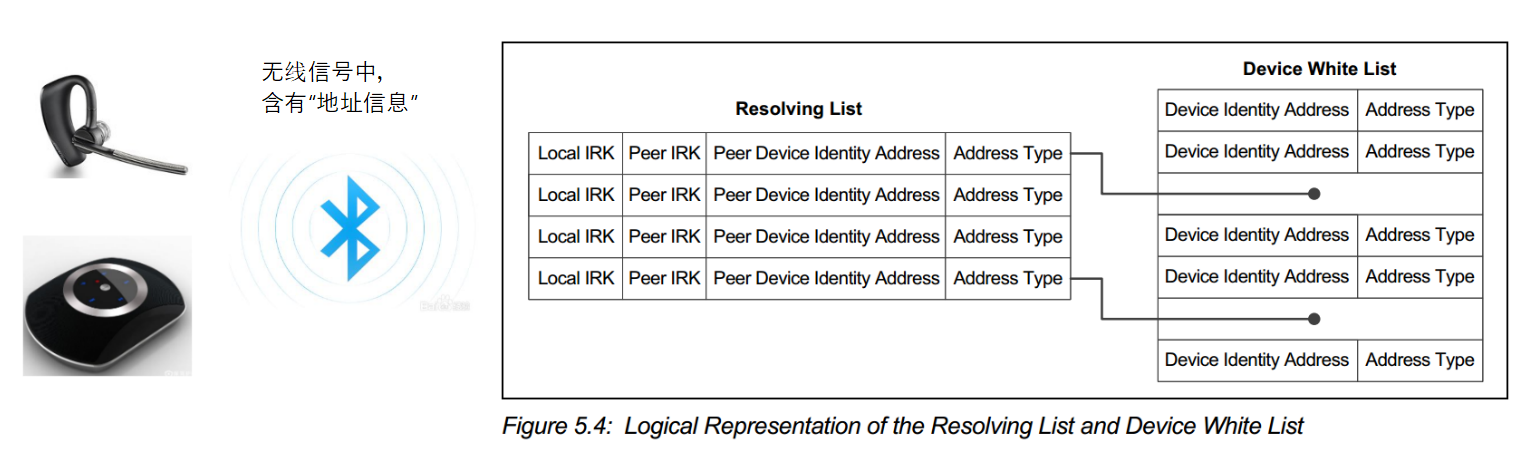 无线信号中，
含有“地址信息”
Resolving List
Local IRK Peer IRK Peer Device Identity Address Address Type
Local IRK Peer IRK Peer Device Identity Address Address Type
Local IRK Peer IRK Peer Device Identity Address Address Type
Local IRK Peer IRK Peer Device Identity Address Address Type
Device White List
Device Identity Address Address Type
Device Identity Address Address Type
Device Identity Address Address Type
Device Identity Address Address Type
Device Identity Address Address Type
Figure 5.4: Logical Representation of the Resolving List and Device White List